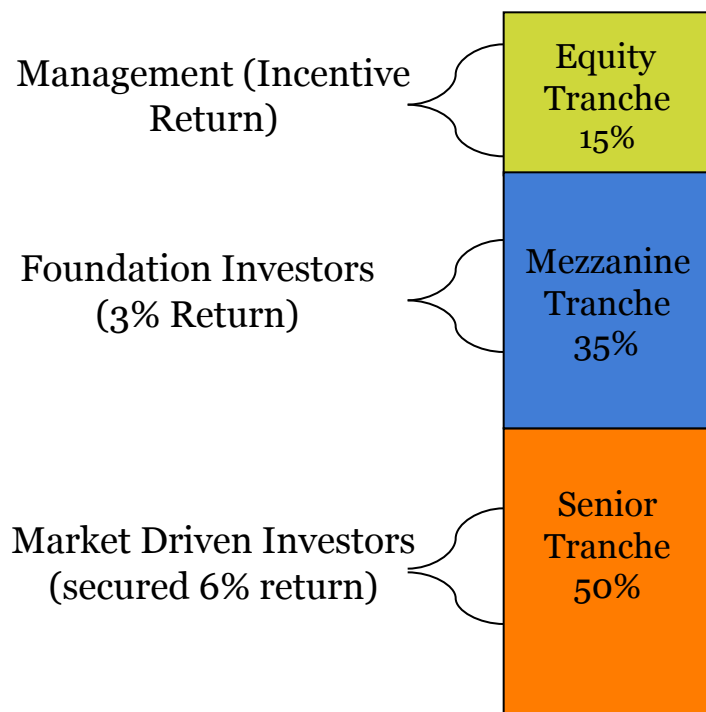 Management (Incentive
Return)
Equity
Tranche
15%
Foundation Investors
(3% Return)
Mezzanine
Tranche
35%
Market Driven Investors
(secured 6% return)
Senior
Tranche
50%